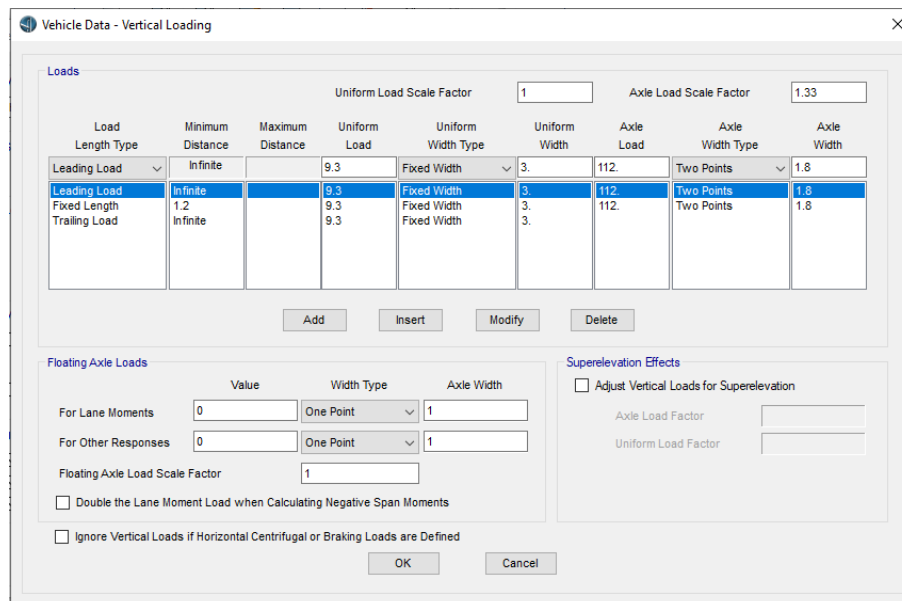 Vehicle Data - Vertical Loading
Loads
Uniform Load Scale Factor 1 Axle Load Scale Factor 1.33
Load Minimum Maximum Uniform Uniform Uniform Axle Axle Axle
Length Type Distance Distance Load Width Type Width Load Width Type Width
Leading Load Infinite 9.3 Fixed Width 3. 112. Two Points 1.8
Leading Load Infinite 9.3 Fixed Width 3. 112. Two Points 1.8
Fixed Length 1.2 9.3 Fixed Width 3. 112. Two Points 1.8
Trailing Load Infinite 9.3 Fixed Width 3.
Add Insert Modify Delete
Floating Axle Loads
Value Width Type Axle Width
For Lane Moments 0 One Point 1
For Other Responses 0 One Point 1
Floating Axle Load Scale Factor 1
Double the Lane Moment Load when Calculating Negative Span Moments
Superelevation Effects
Adjust Vertical Loads for Superelevation
Axle Load Factor
Uniform Load Factor
Ignore Vertical Loads if Horizontal Centrifugal or Braking Loads are Defined
OK Cancel